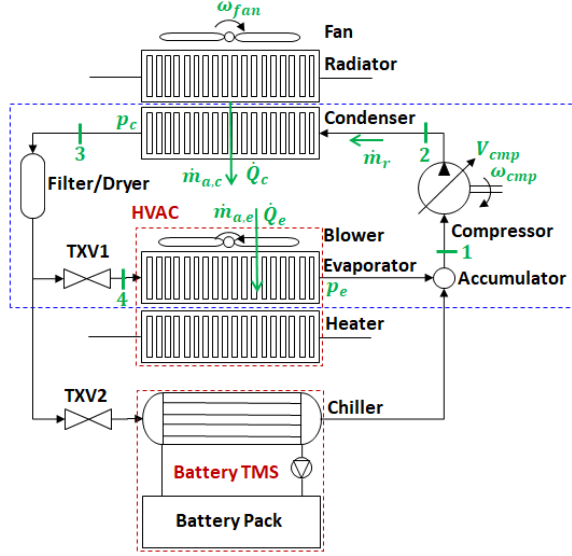 ω_fan
Fan
Radiator
p_c
Condenser
3
2
ṁ_r
V_cmp
ω_cmp
Filter/Dryer
ṁ_a,c
Q̇_c
HVAC
ṁ_a,e
Q̇_e
Blower
Compressor
1
TXV1
4
Evaporator
p_e
Accumulator
Heater
TXV2
Chiller
Battery TMS
Battery Pack